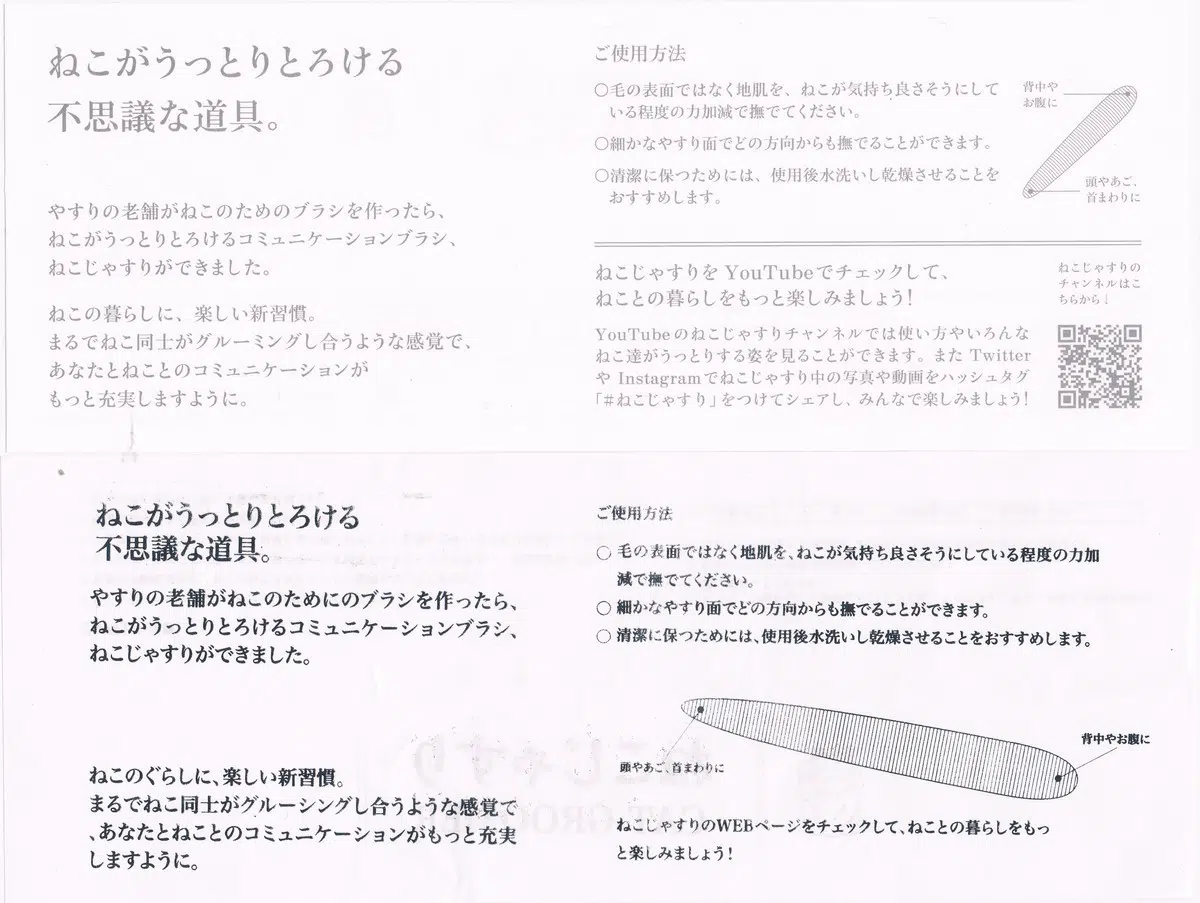 ねこがうっとりとろける
不思議な道具。
やすりの老舗がねこのためのブラシを作ったら、
ねこがうっとりとろけるコミュニケーションブラシ、
ねこじゃすりができました。
ねこの暮らしに、楽しい新習慣。
まるでねこ同士がグルーミングし合うような感覚で、
あなたとねことのコミュニケーションが
もっと充実しますように。
ご使用方法
○毛の表面ではなく地肌を、ねこが気持ち良さそうにして
いる程度の力加減で撫でてください。
○細かなやすり面でどの方向からも撫でることができます。
○清潔に保つためには、使用後水洗いし乾燥させることを
おすすめします。
背中や
お腹に
頭やあご、
首まわりに
ねこじゃすりを YouTubeでチェックして、
ねことの暮らしをもっと楽しみましょう!
YouTubeのねこじゃすりチャンネルでは使い方やいろんな
ねこ達がうっとりする姿を見ることができます。また Twitter
や Instagramでねこじゃすり中の写真や動画をハッシュタグ
「#ねこじゃすり」をつけてシェアし、みんなで楽しみましょう!
ねこじゃすりの
チャンネルはこ
ちらから↓
ねこがうっとりとろける
不思議な道具。
やすりの老舗がねこのためにのブラシを作ったら、
ねこがうっとりとろけるコミュニケーションブラシ、
ねこじゃすりができました。
ねこのぐらしに、楽しい新習慣。
まるでねこ同士がグルーシングし合うような感覚で
、あなたとねことのコミュニケーションがもっと充実
しますように。
ご使用方法
○ 毛の表面ではなく地肌を、ねこが気持ち良さそうにしている程度の力加
減で撫でてください。
○ 細かなやすり面でどの方向からも撫でることができます。
○ 清潔に保つためには、使用後水洗いし乾燥させることをおすすめします。
背中やお腹に
頭やあご、首まわりに
ねこじゃすりのWEBページをチェックして、ねことの暮らしをもっ
と楽しみましょう!